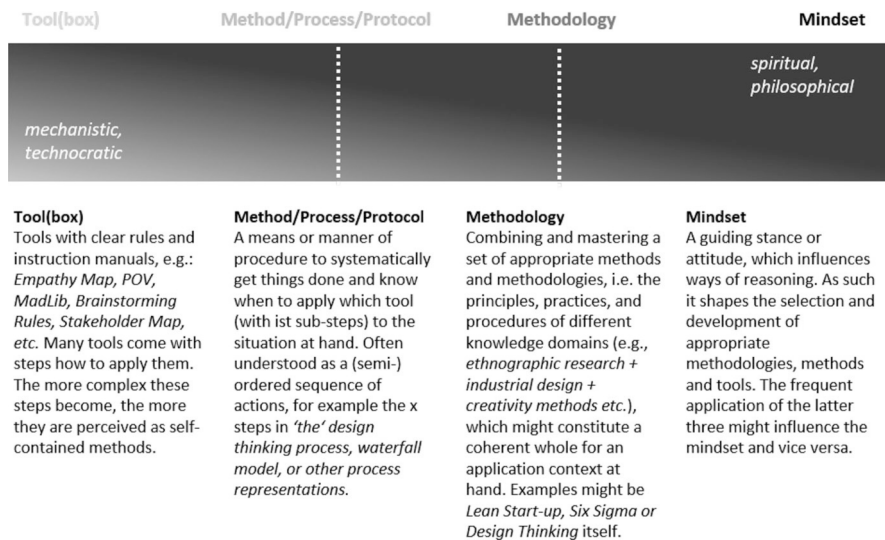 Tool(box) Method/Process/Protocol Methodology Mindset
spiritual,
philosophical
mechanistic,
technocratic
Tool(box)
Tools with clear rules and
instruction manuals, e.g.:
Empathy Map, POV,
MadLib, Brainstorming
Rules, Stakeholder Map,
etc. Many tools come with
steps how to apply them.
The more complex these
steps become, the more
they are perceived as self-
contained methods.
Method/Process/Protocol
A means or manner of
procedure to systematically
get things done and know
when to apply which tool
(with ist sub-steps) to the
situation at hand. Often
understood as a (semi-)
ordered sequence of
actions, for example the x
steps in ‘the‘ design
thinking process, waterfall
model, or other process
representations.
Methodology
Combining and mastering a
set of appropriate methods
and methodologies, i.e. the
principles, practices, and
procedures of different
knowledge domains (e.g.,
ethnographic research +
industrial design +
creativity methods etc.),
which might constitute a
coherent whole for an
application context at
hand. Examples might be
Lean Start-up, Six Sigma or
Design Thinking itself.
Mindset
A guiding stance or
attitude, which influences
ways of reasoning. As such
it shapes the selection and
development of
appropriate
methodologies, methods
and tools. The frequent
application of the latter
three might influence the
mindset and vice versa.